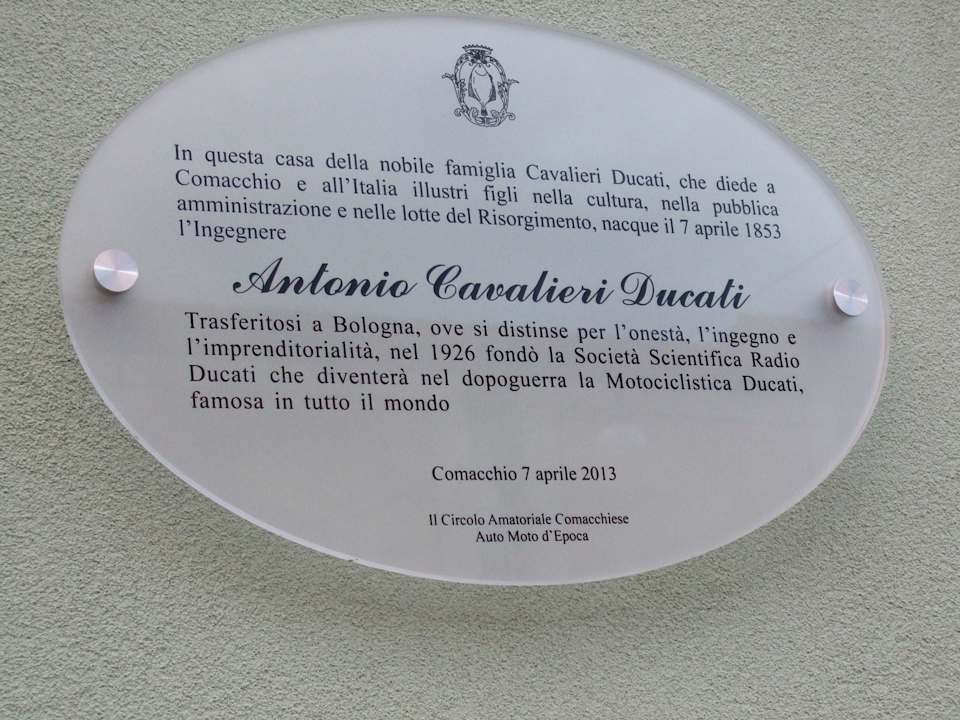 In questa casa della nobile famiglia Cavalieri Ducati, che diede a
Comacchio e all'Italia illustri figli nella cultura, nella pubblica
amministrazione e nelle lotte del Risorgimento, nacque il 7 aprile 1853
l'Ingegnere
Antonio Cavalieri Ducati
Trasferitosi a Bologna, ove si distinse per l'onestà, l'ingegno e
l'imprenditorialità, nel 1926 fondò la Società Scientifica Radio
Ducati che diventerà nel dopoguerra la Motociclistica Ducati,
famosa in tutto il mondo
Comacchio 7 aprile 2013
Il Circolo Amatoriale Comacchiese
Auto Moto d'Epoca